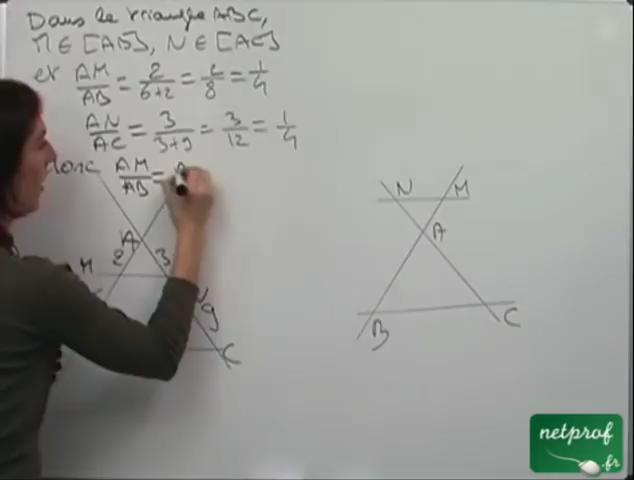 Dans le triangle ABC,
M ∈ [AB], N ∈ [AC]
et AM/AB = 2/(6+2) = 2/8 = 1/4
AN/AC = 3/(3+9) = 3/12 = 1/4
donc AM/AB = A
A
2 3
M
9
C
N M
A
B C
netprof
.fr